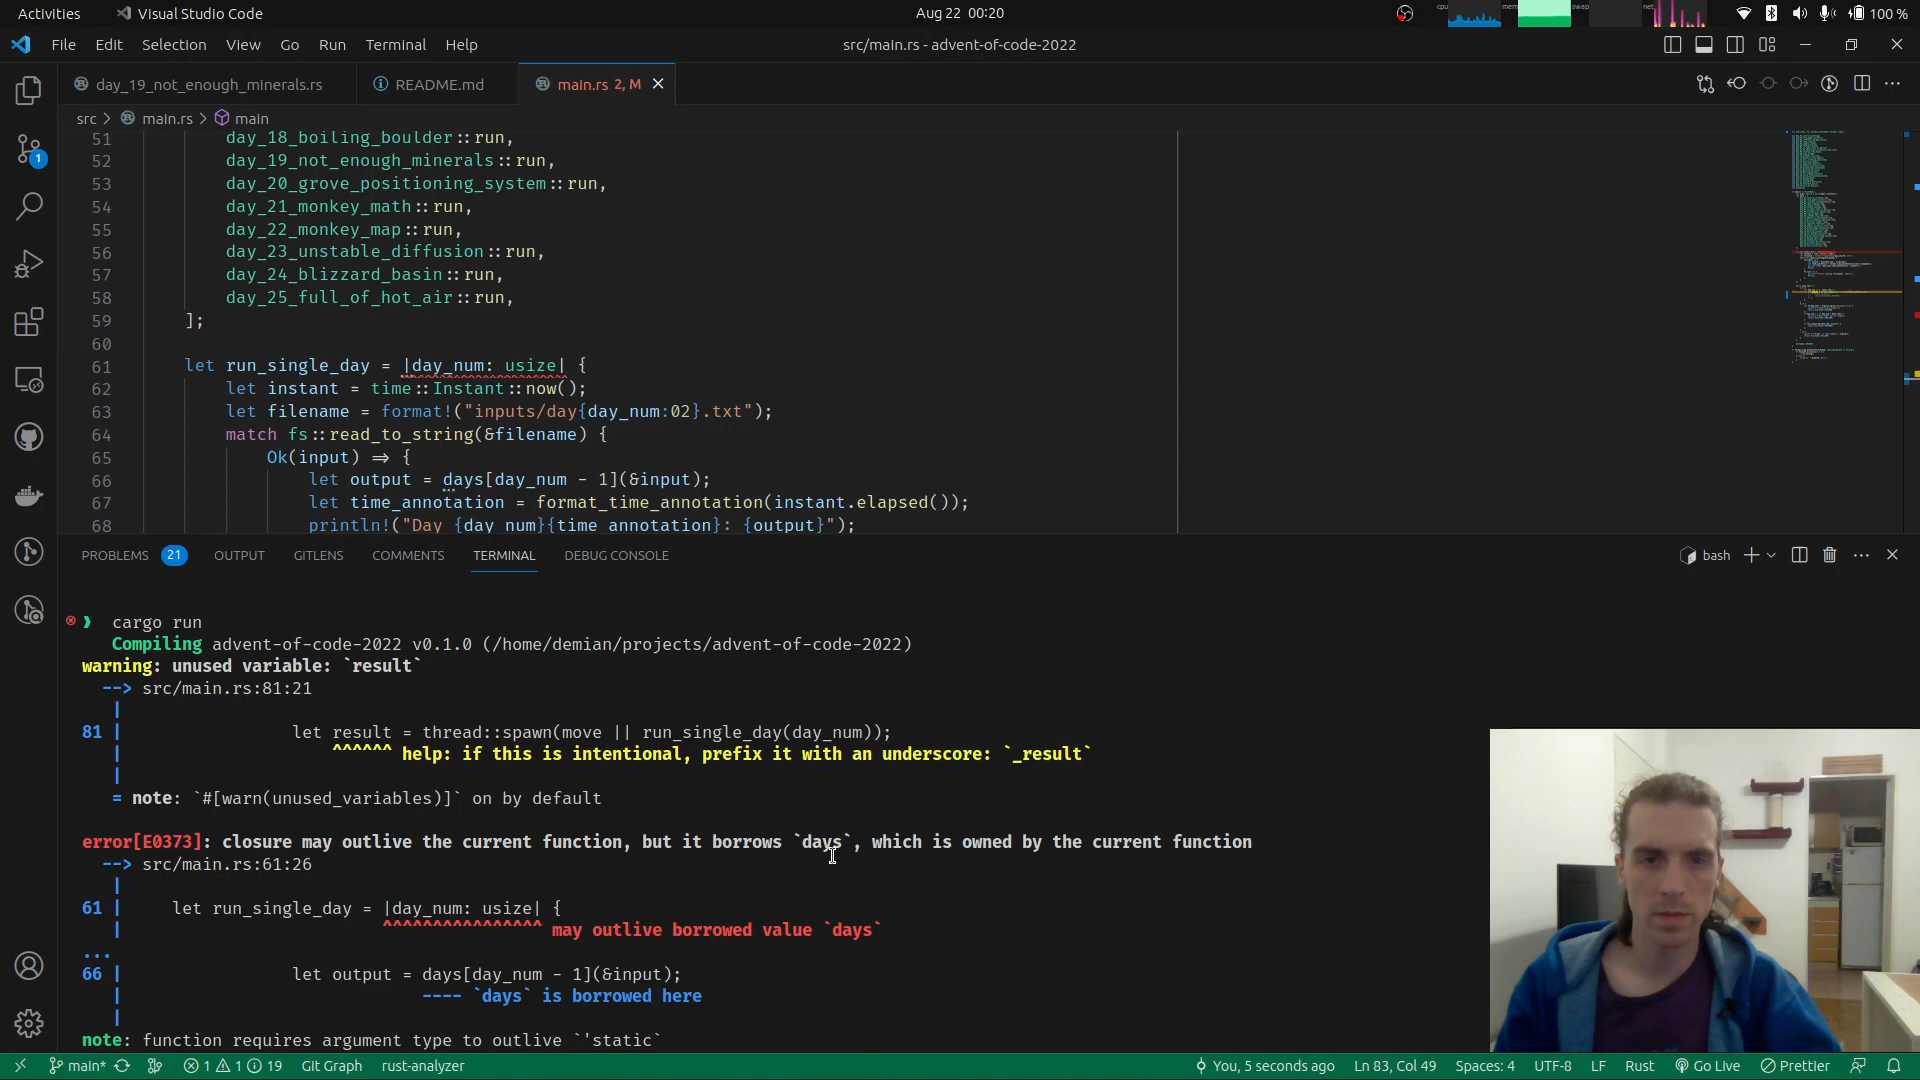 Activities
Visual Studio Code
Aug 22 00:20
cpu
mem
swap
net
100 %
File Edit Selection View Go Run Terminal Help
src/main.rs - advent-of-code-2022
day_19_not_enough_minerals.rs
README.md
main.rs 2, M
src > main.rs > main
51 day_18_boiling_boulder::run,
52 day_19_not_enough_minerals::run,
53 day_20_grove_positioning_system::run,
54 day_21_monkey_math::run,
55 day_22_monkey_map::run,
56 day_23_unstable_diffusion::run,
57 day_24_blizzard_basin::run,
58 day_25_full_of_hot_air::run,
59 ];
60
61 let run_single_day = |day_num: usize| {
62 let instant = time::Instant::now();
63 let filename = format!("inputs/day{day_num:02}.txt");
64 match fs::read_to_string(&filename) {
65 Ok(input) => {
66 let output = days[day_num - 1](&input);
67 let time_annotation = format_time_annotation(instant.elapsed());
68 println!("Day {day_num}{time_annotation}: {output}");
PROBLEMS 21 OUTPUT GITLENS COMMENTS TERMINAL DEBUG CONSOLE
bash
❱ cargo run
Compiling advent-of-code-2022 v0.1.0 (/home/demian/projects/advent-of-code-2022)
warning: unused variable: `result`
--> src/main.rs:81:21
|
81 | let result = thread::spawn(move || run_single_day(day_num));
| ^^^^^^ help: if this is intentional, prefix it with an underscore: `_result`
|
= note: `#[warn(unused_variables)]` on by default
error[E0373]: closure may outlive the current function, but it borrows `days`, which is owned by the current function
--> src/main.rs:61:26
|
61 | let run_single_day = |day_num: usize| {
| ^^^^^^^^^^^^^^^^ may outlive borrowed value `days`
...
66 | let output = days[day_num - 1](&input);
| ---- `days` is borrowed here
|
note: function requires argument type to outlive `'static`
1
main* 1 1 19 Git Graph rust-analyzer
You, 5 seconds ago Ln 83, Col 49 Spaces: 4 UTF-8 LF Rust Go Live Prettier